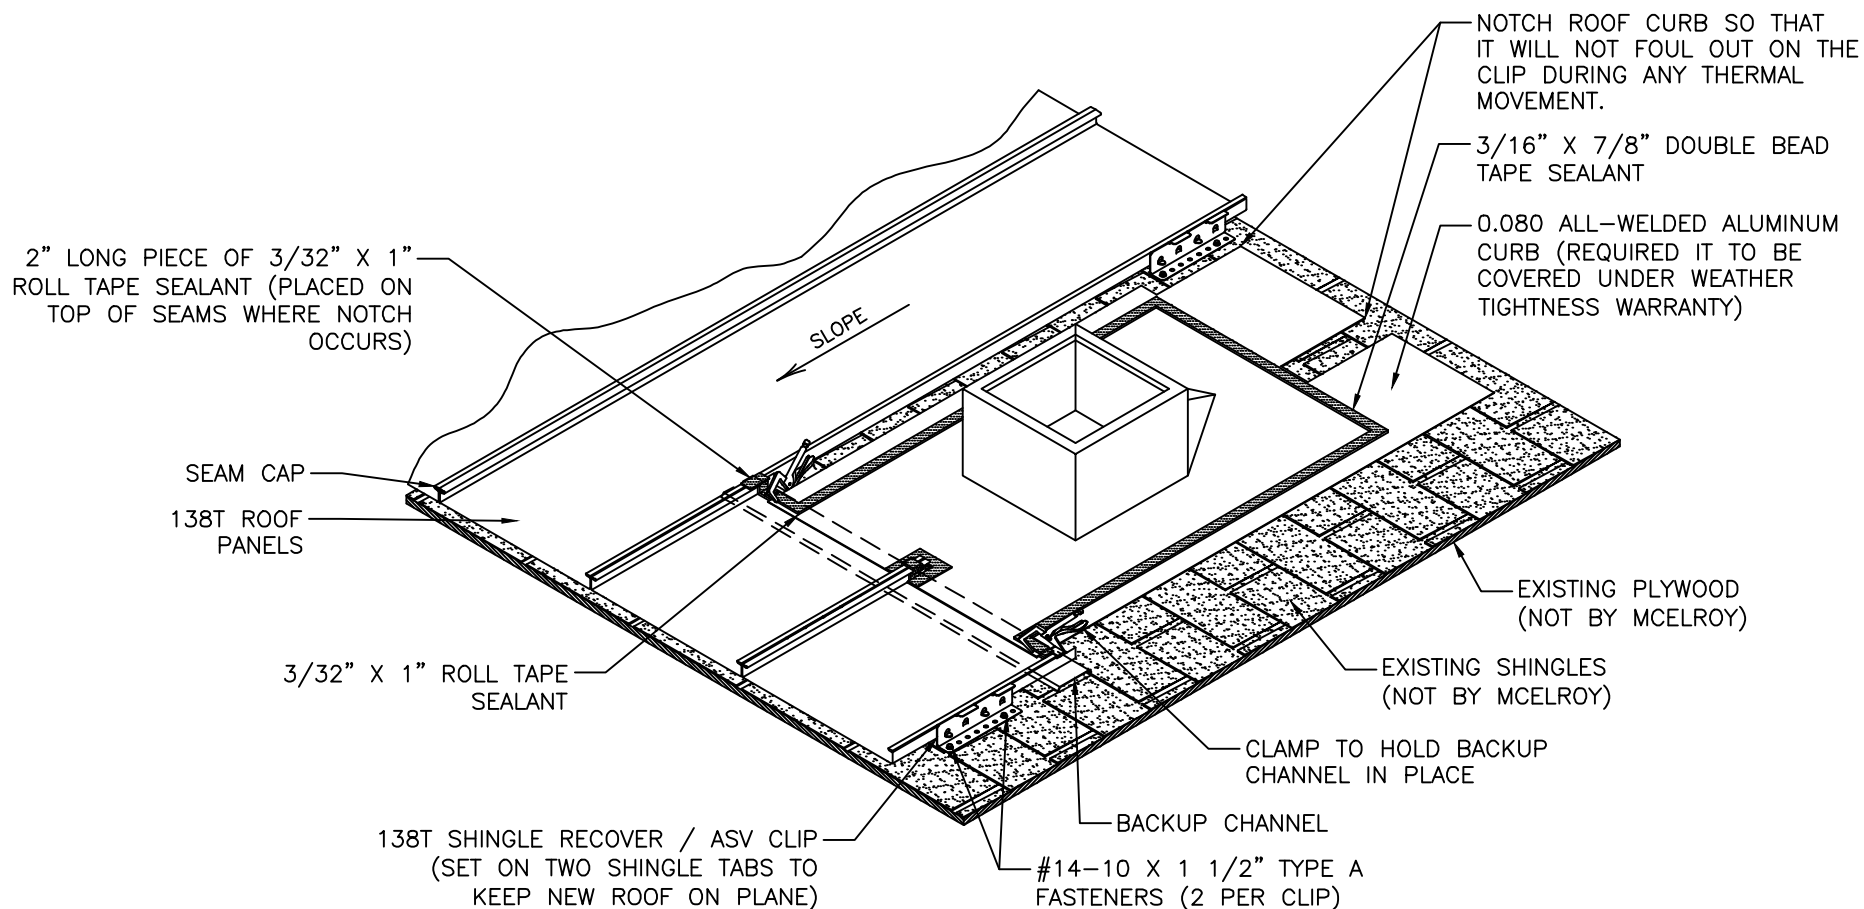 NOTCH ROOF CURB SO THAT
IT WILL NOT FOUL OUT ON THE
CLIP DURING ANY THERMAL
MOVEMENT.
3/16" X 7/8" DOUBLE BEAD
TAPE SEALANT
0.080 ALL-WELDED ALUMINUM
CURB (REQUIRED IT TO BE
COVERED UNDER WEATHER
TIGHTNESS WARRANTY)
2" LONG PIECE OF 3/32" X 1"
ROLL TAPE SEALANT (PLACED ON
TOP OF SEAMS WHERE NOTCH
OCCURS)
SLOPE
SEAM CAP
138T ROOF
PANELS
3/32" X 1" ROLL TAPE
SEALANT
EXISTING PLYWOOD
(NOT BY MCELROY)
EXISTING SHINGLES
(NOT BY MCELROY)
CLAMP TO HOLD BACKUP
CHANNEL IN PLACE
BACKUP CHANNEL
138T SHINGLE RECOVER / ASV CLIP
(SET ON TWO SHINGLE TABS TO
KEEP NEW ROOF ON PLANE)
#14-10 X 1 1/2" TYPE A
FASTENERS (2 PER CLIP)